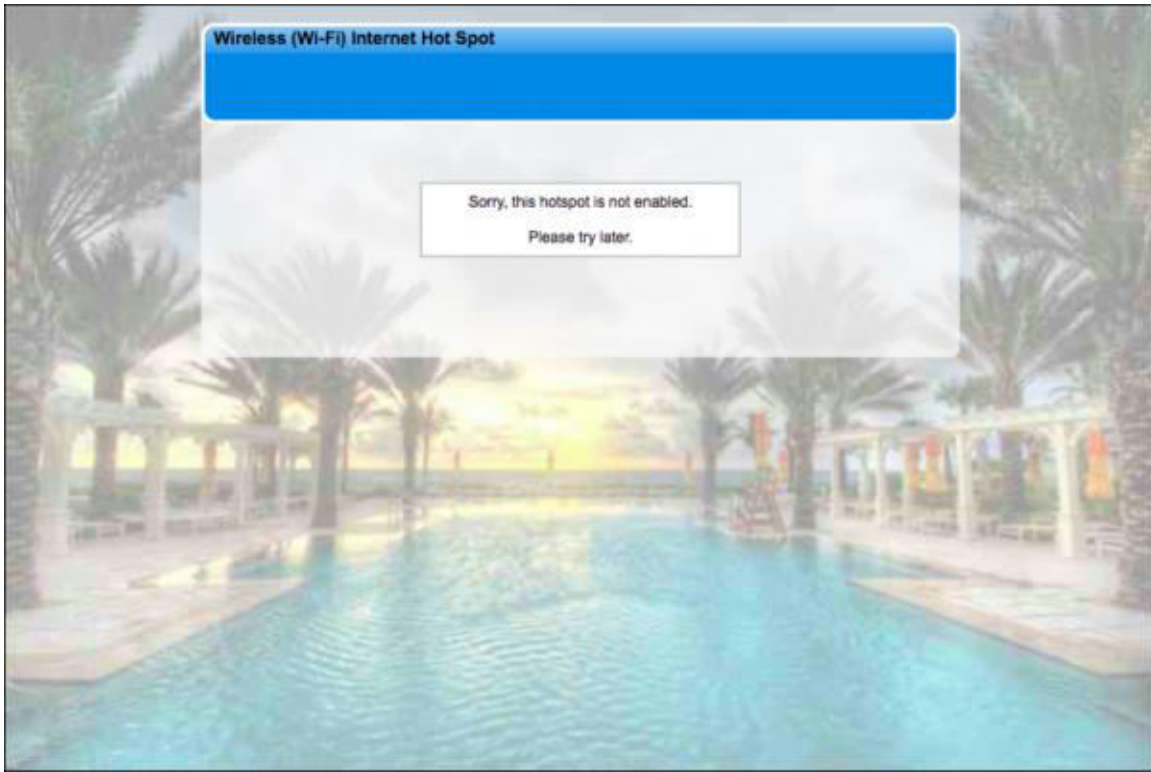 Wireless (Wi-Fi) Internet Hot Spot
Sorry, this hotspot is not enabled.
Please try later.